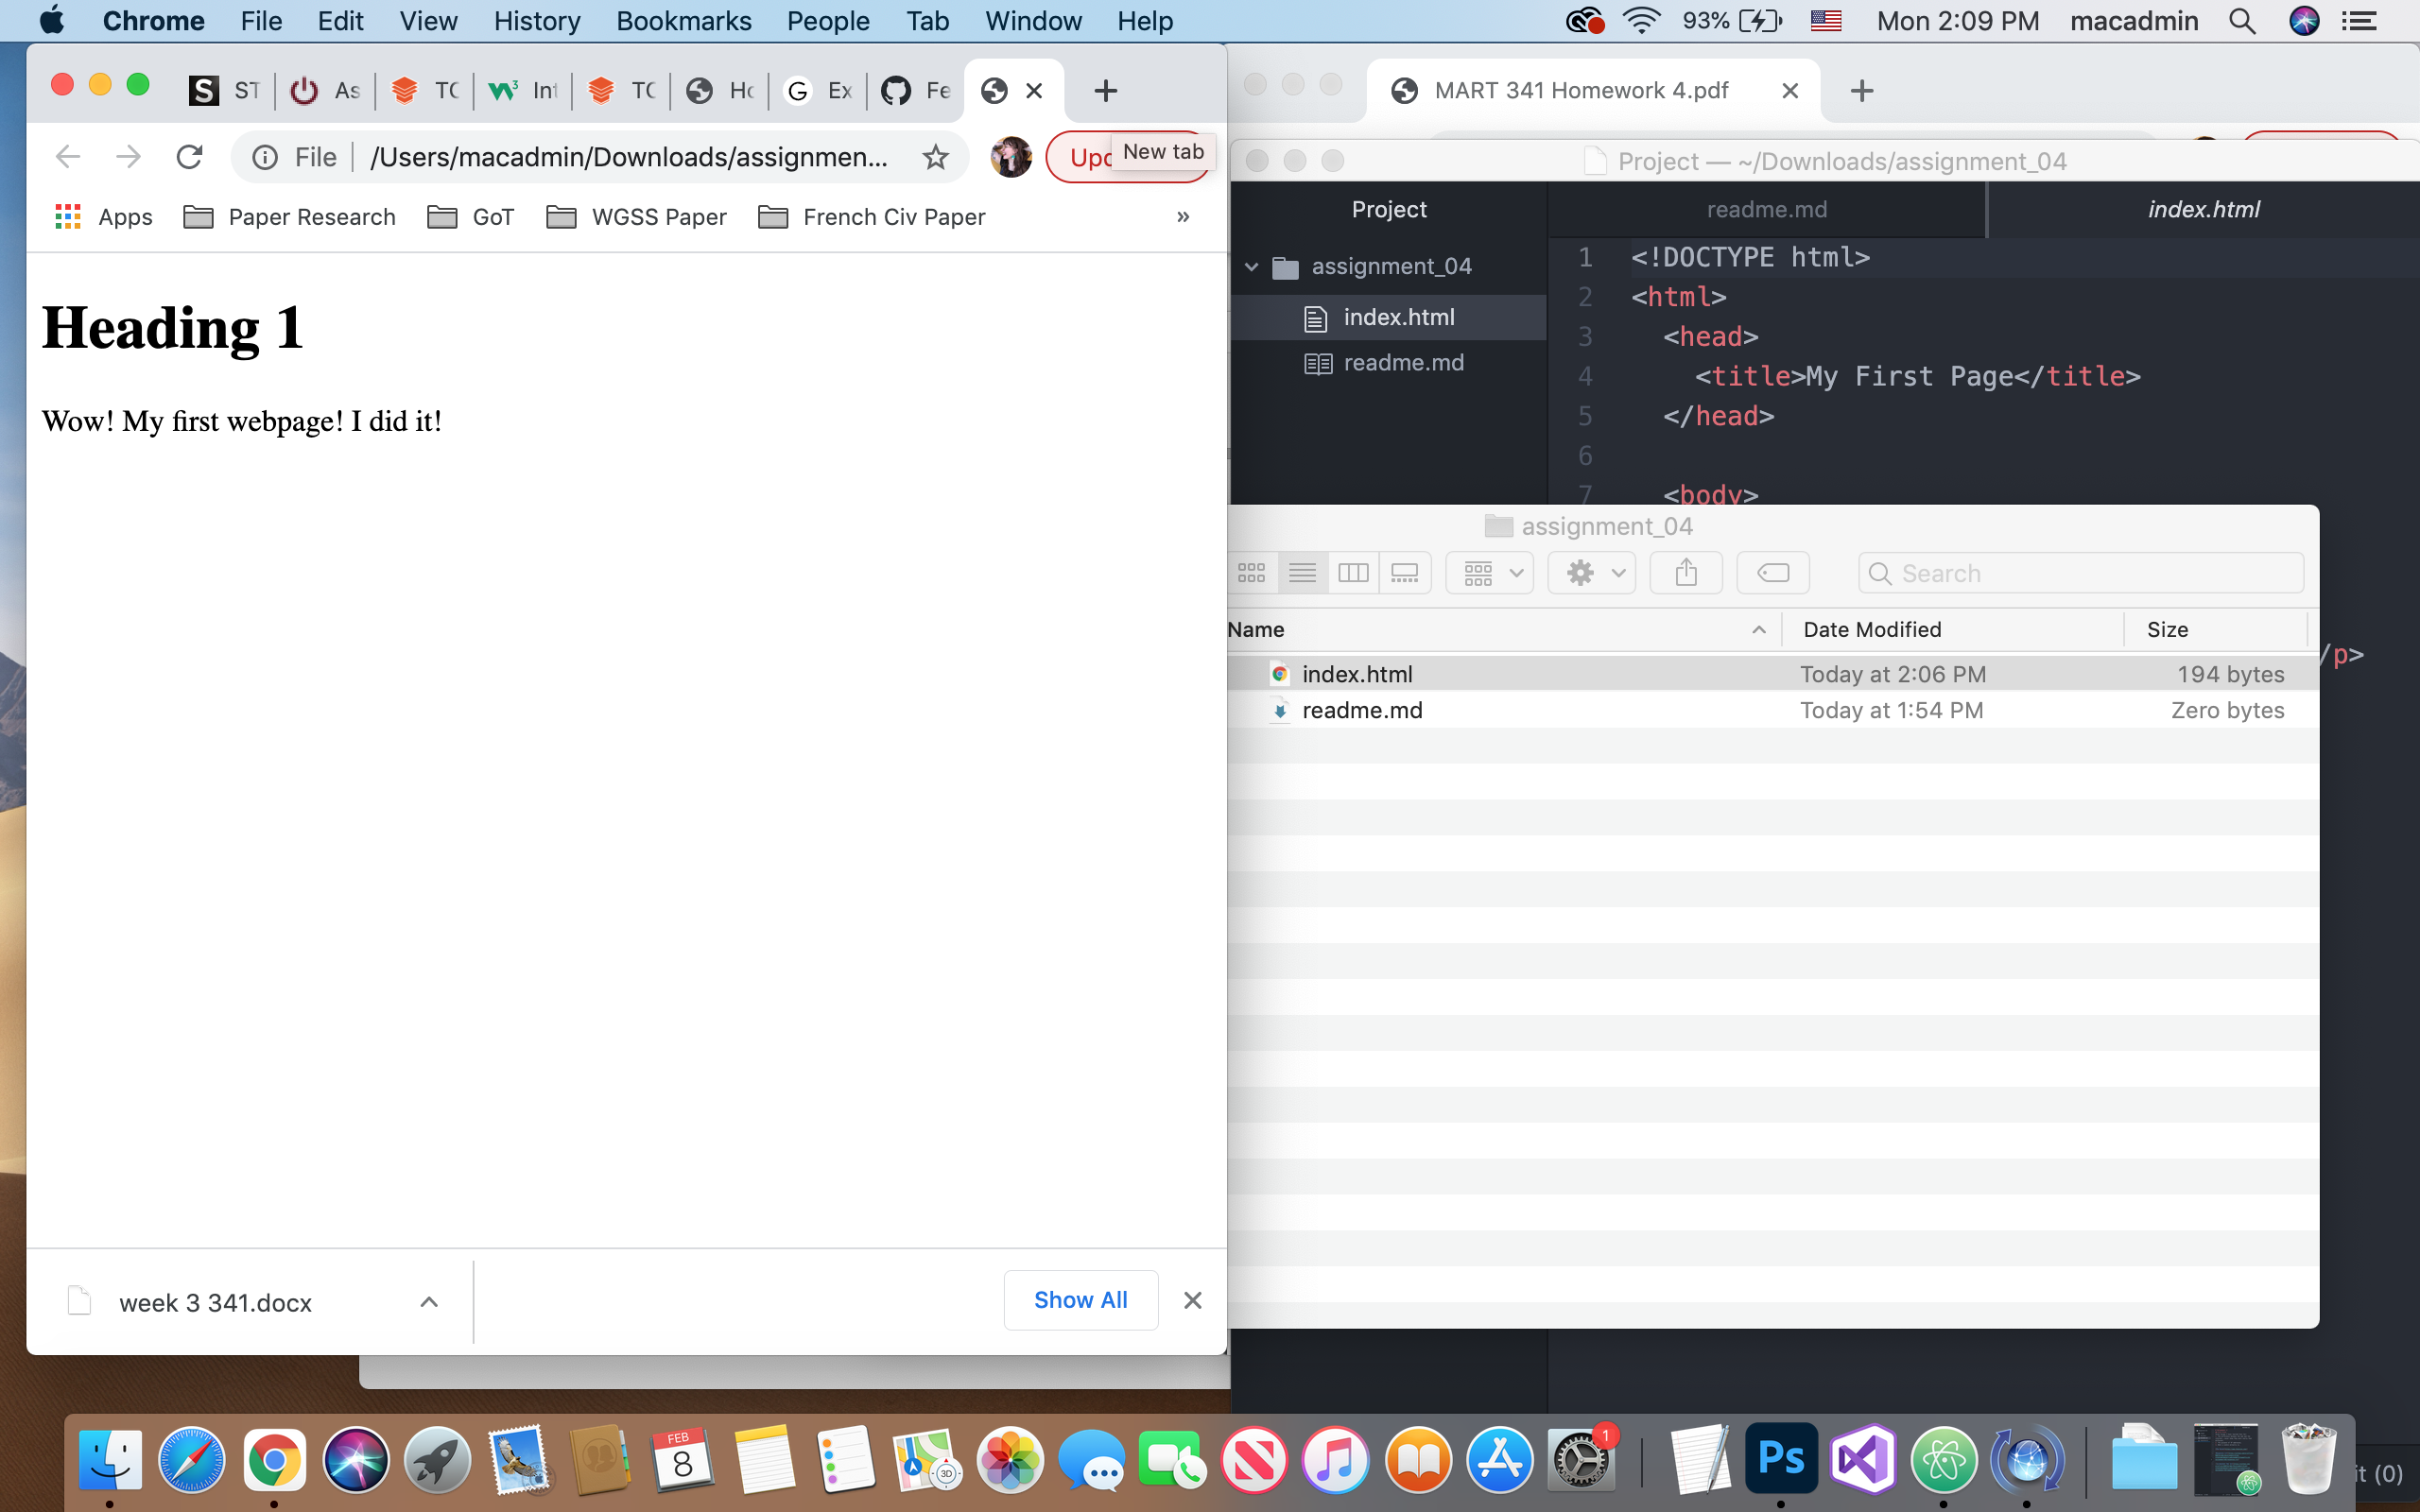 Chrome File Edit View History Bookmarks People Tab Window Help 93% Mon 2:09 PM macadmin
S ST As TC w3 Int TC Ho G Ex Fe
MART 341 Homework 4.pdf
File /Users/macadmin/Downloads/assignmen...
New tab
Apps Paper Research GoT WGSS Paper French Civ Paper »
Heading 1
Wow! My first webpage! I did it!
week 3 341.docx
Show All
Project — ~/Downloads/assignment_04
Project
assignment_04
index.html
readme.md
readme.md index.html
1 <!DOCTYPE html>
2 <html>
3 <head>
4 <title>My First Page</title>
5 </head>
6
7 <body>
/p>
assignment_04
Search
Name Date Modified Size
index.html Today at 2:06 PM 194 bytes
readme.md Today at 1:54 PM Zero bytes
FEB
8
3D
1
Ps
it (0)